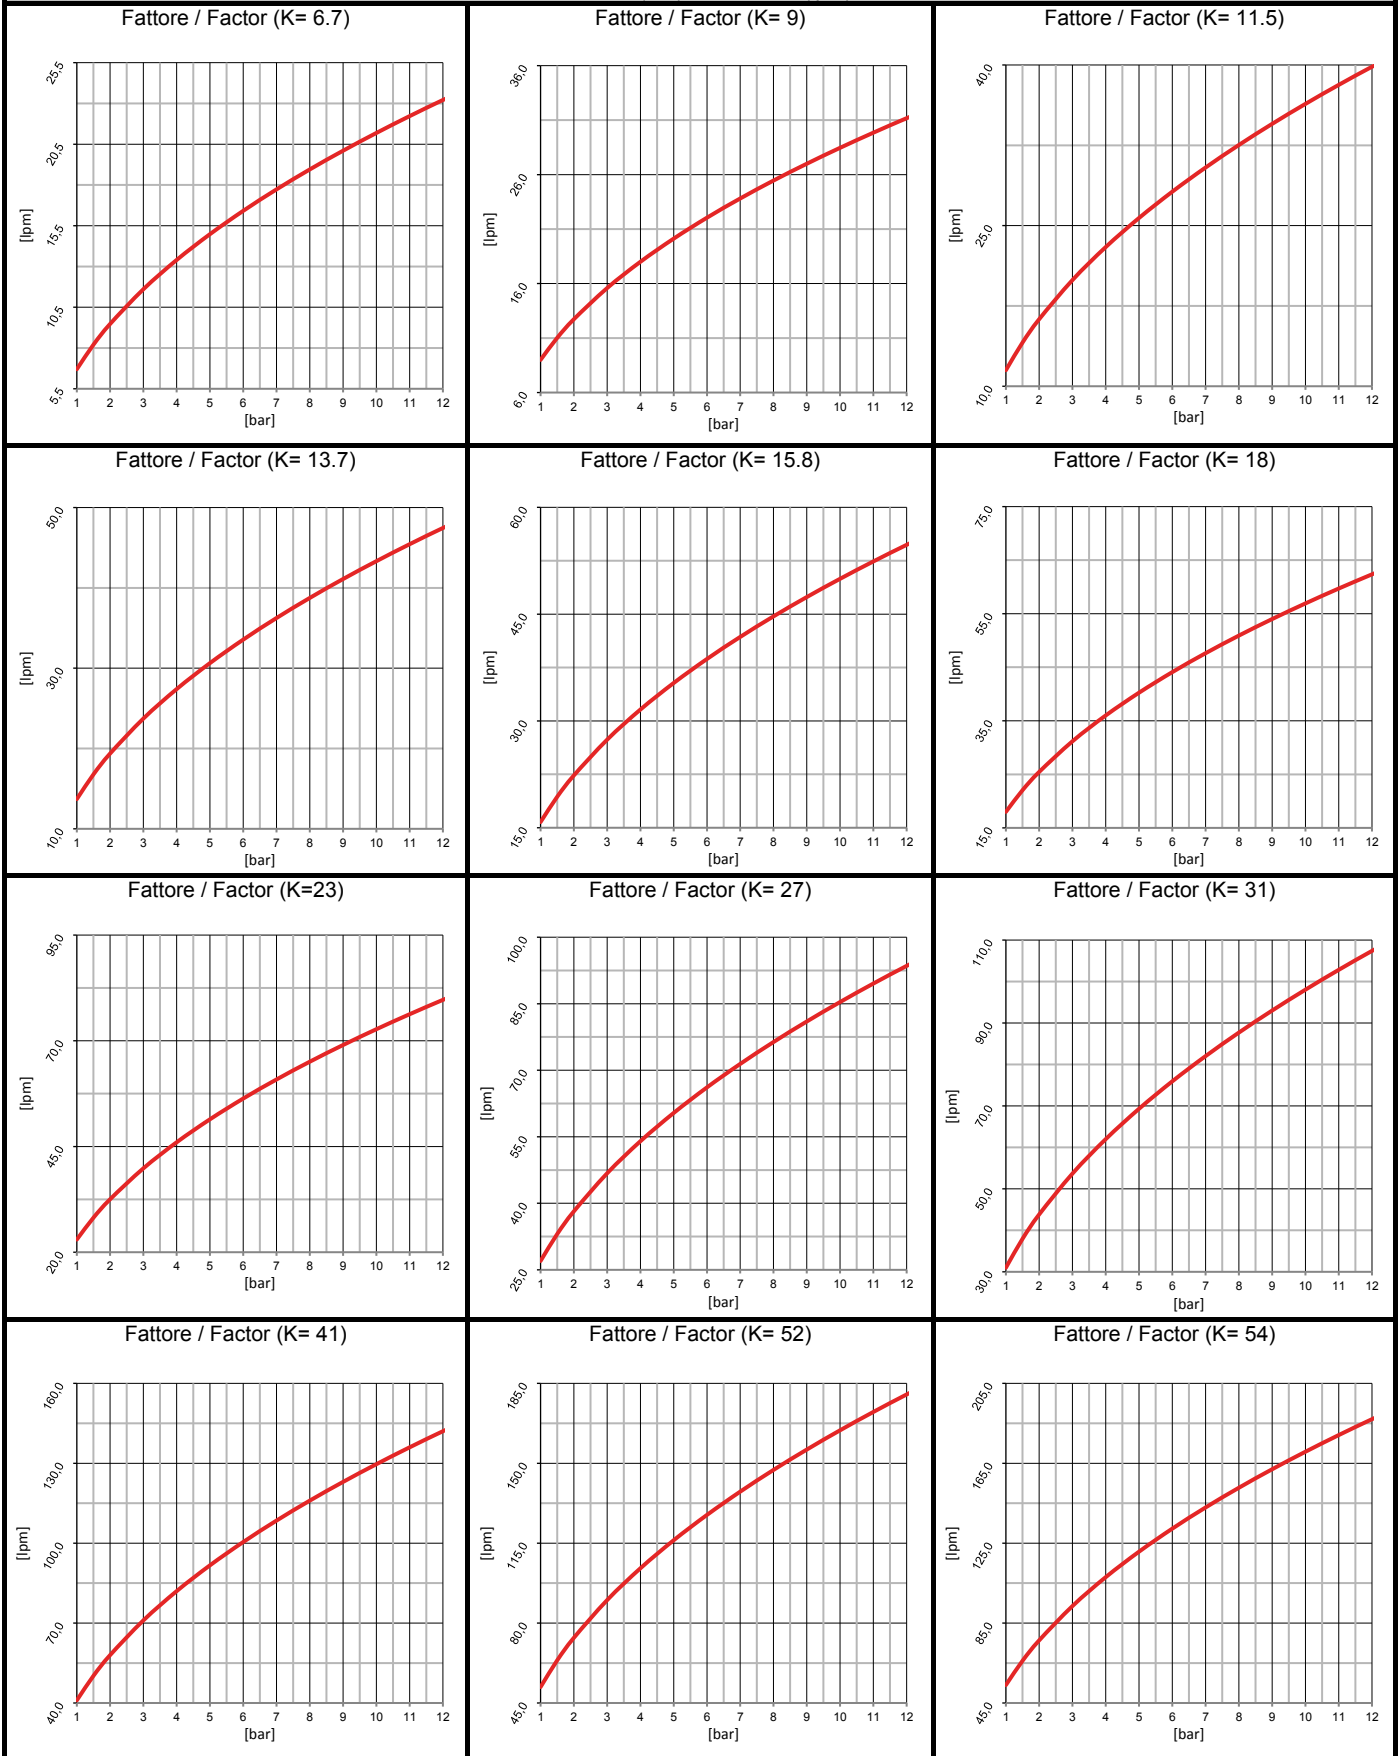 Fattore / Factor (K= 6.7)
25,5
20,5
15,5
10,5
5,5
[lpm]
1 2 3 4 5 6 7 8 9 10 11 12
[bar]
Fattore / Factor (K= 9)
36,0
26,0
16,0
6,0
[lpm]
1 2 3 4 5 6 7 8 9 10 11 12
[bar]
Fattore / Factor (K= 11.5)
40,0
25,0
10,0
[lpm]
1 2 3 4 5 6 7 8 9 10 11 12
[bar]
Fattore / Factor (K= 13.7)
50,0
30,0
10,0
[lpm]
1 2 3 4 5 6 7 8 9 10 11 12
[bar]
Fattore / Factor (K= 15.8)
60,0
45,0
30,0
15,0
[lpm]
1 2 3 4 5 6 7 8 9 10 11 12
[bar]
Fattore / Factor (K= 18)
75,0
55,0
35,0
15,0
[lpm]
1 2 3 4 5 6 7 8 9 10 11 12
[bar]
Fattore / Factor (K=23)
95,0
70,0
45,0
20,0
[lpm]
1 2 3 4 5 6 7 8 9 10 11 12
[bar]
Fattore / Factor (K= 27)
100,0
85,0
70,0
55,0
40,0
25,0
[lpm]
1 2 3 4 5 6 7 8 9 10 11 12
[bar]
Fattore / Factor (K= 31)
110,0
90,0
70,0
50,0
30,0
[lpm]
1 2 3 4 5 6 7 8 9 10 11 12
[bar]
Fattore / Factor (K= 41)
160,0
130,0
100,0
70,0
40,0
[lpm]
1 2 3 4 5 6 7 8 9 10 11 12
[bar]
Fattore / Factor (K= 52)
185,0
150,0
115,0
80,0
45,0
[lpm]
1 2 3 4 5 6 7 8 9 10 11 12
[bar]
Fattore / Factor (K= 54)
205,0
165,0
125,0
85,0
45,0
[lpm]
1 2 3 4 5 6 7 8 9 10 11 12
[bar]